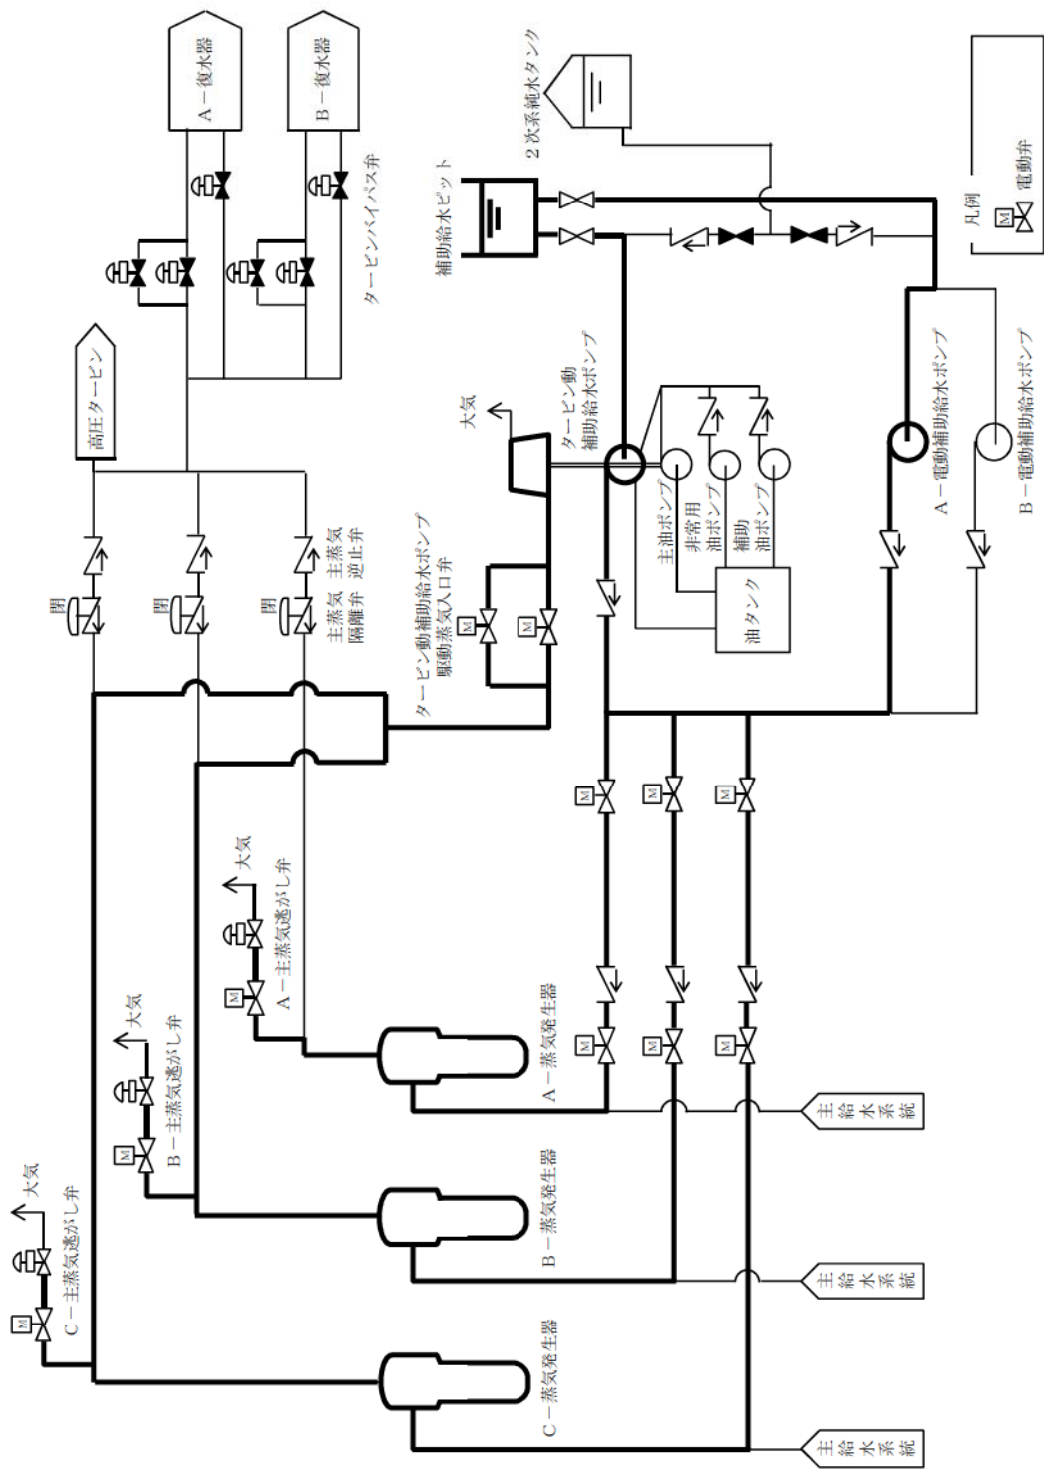 C－主蒸気逃がし弁
大気
M
B－主蒸気逃がし弁
大気
M
A－主蒸気逃がし弁
大気
M
C－蒸気発生器
B－蒸気発生器
A－蒸気発生器
主給水系統
主給水系統
主給水系統
閉
閉
閉
主蒸気
隔離弁
主蒸気
逆止弁
高圧タービン
A－復水器
B－復水器
タービンバイパス弁
タービン動補助給水ポンプ
駆動蒸気入口弁
M
M
大気
タービン動
補助給水ポンプ
主油ポンプ
非常用
油ポンプ
補助
油ポンプ
油タンク
補助給水ピット
2次系純水タンク
M
M
M
M
M
M
A－電動補助給水ポンプ
B－電動補助給水ポンプ
凡例
M
電動弁